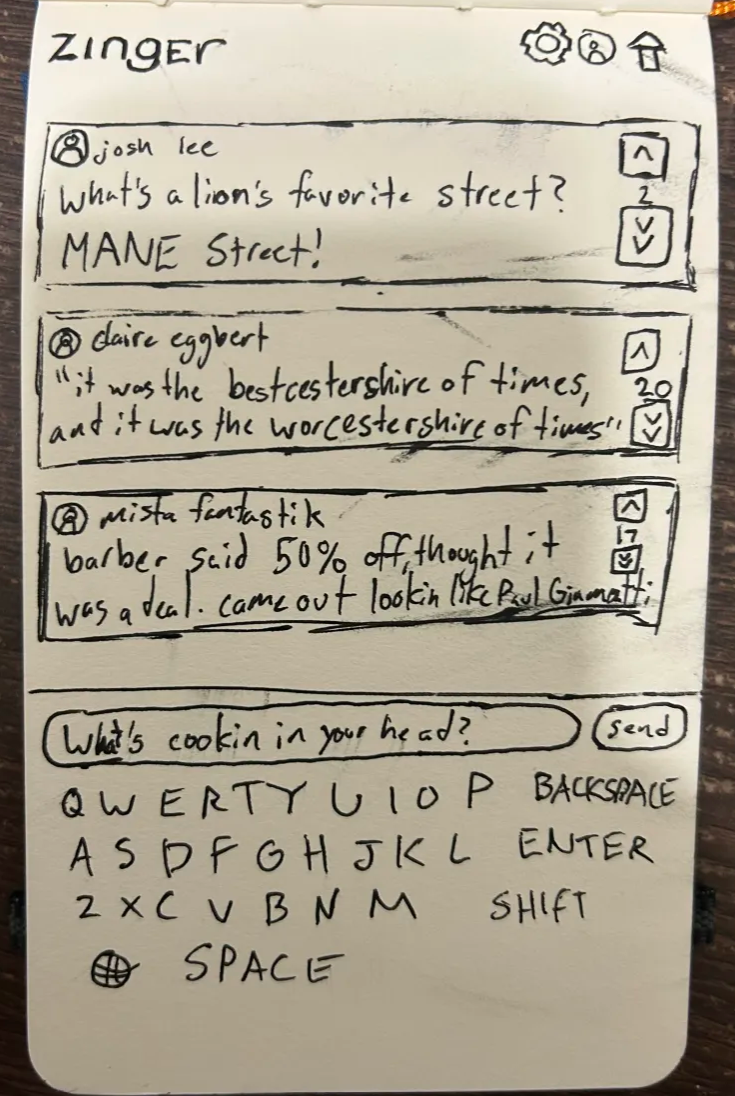 Zinger
josh lee
What's a lion's favorite street?
2
MANE Street!
claire eggbert
"it was the bestcestershire of times,
20
and it was the worcestershire of times"
mista fantastik
17
barber said 50% off, thought it
was a deal. came out lookin like Paul Giamatti
What's cookin in your head?
send
Q W E R T Y U I O P BACKSPACE
A S D F G H J K L ENTER
Z X C V B N M SHIFT
SPACE